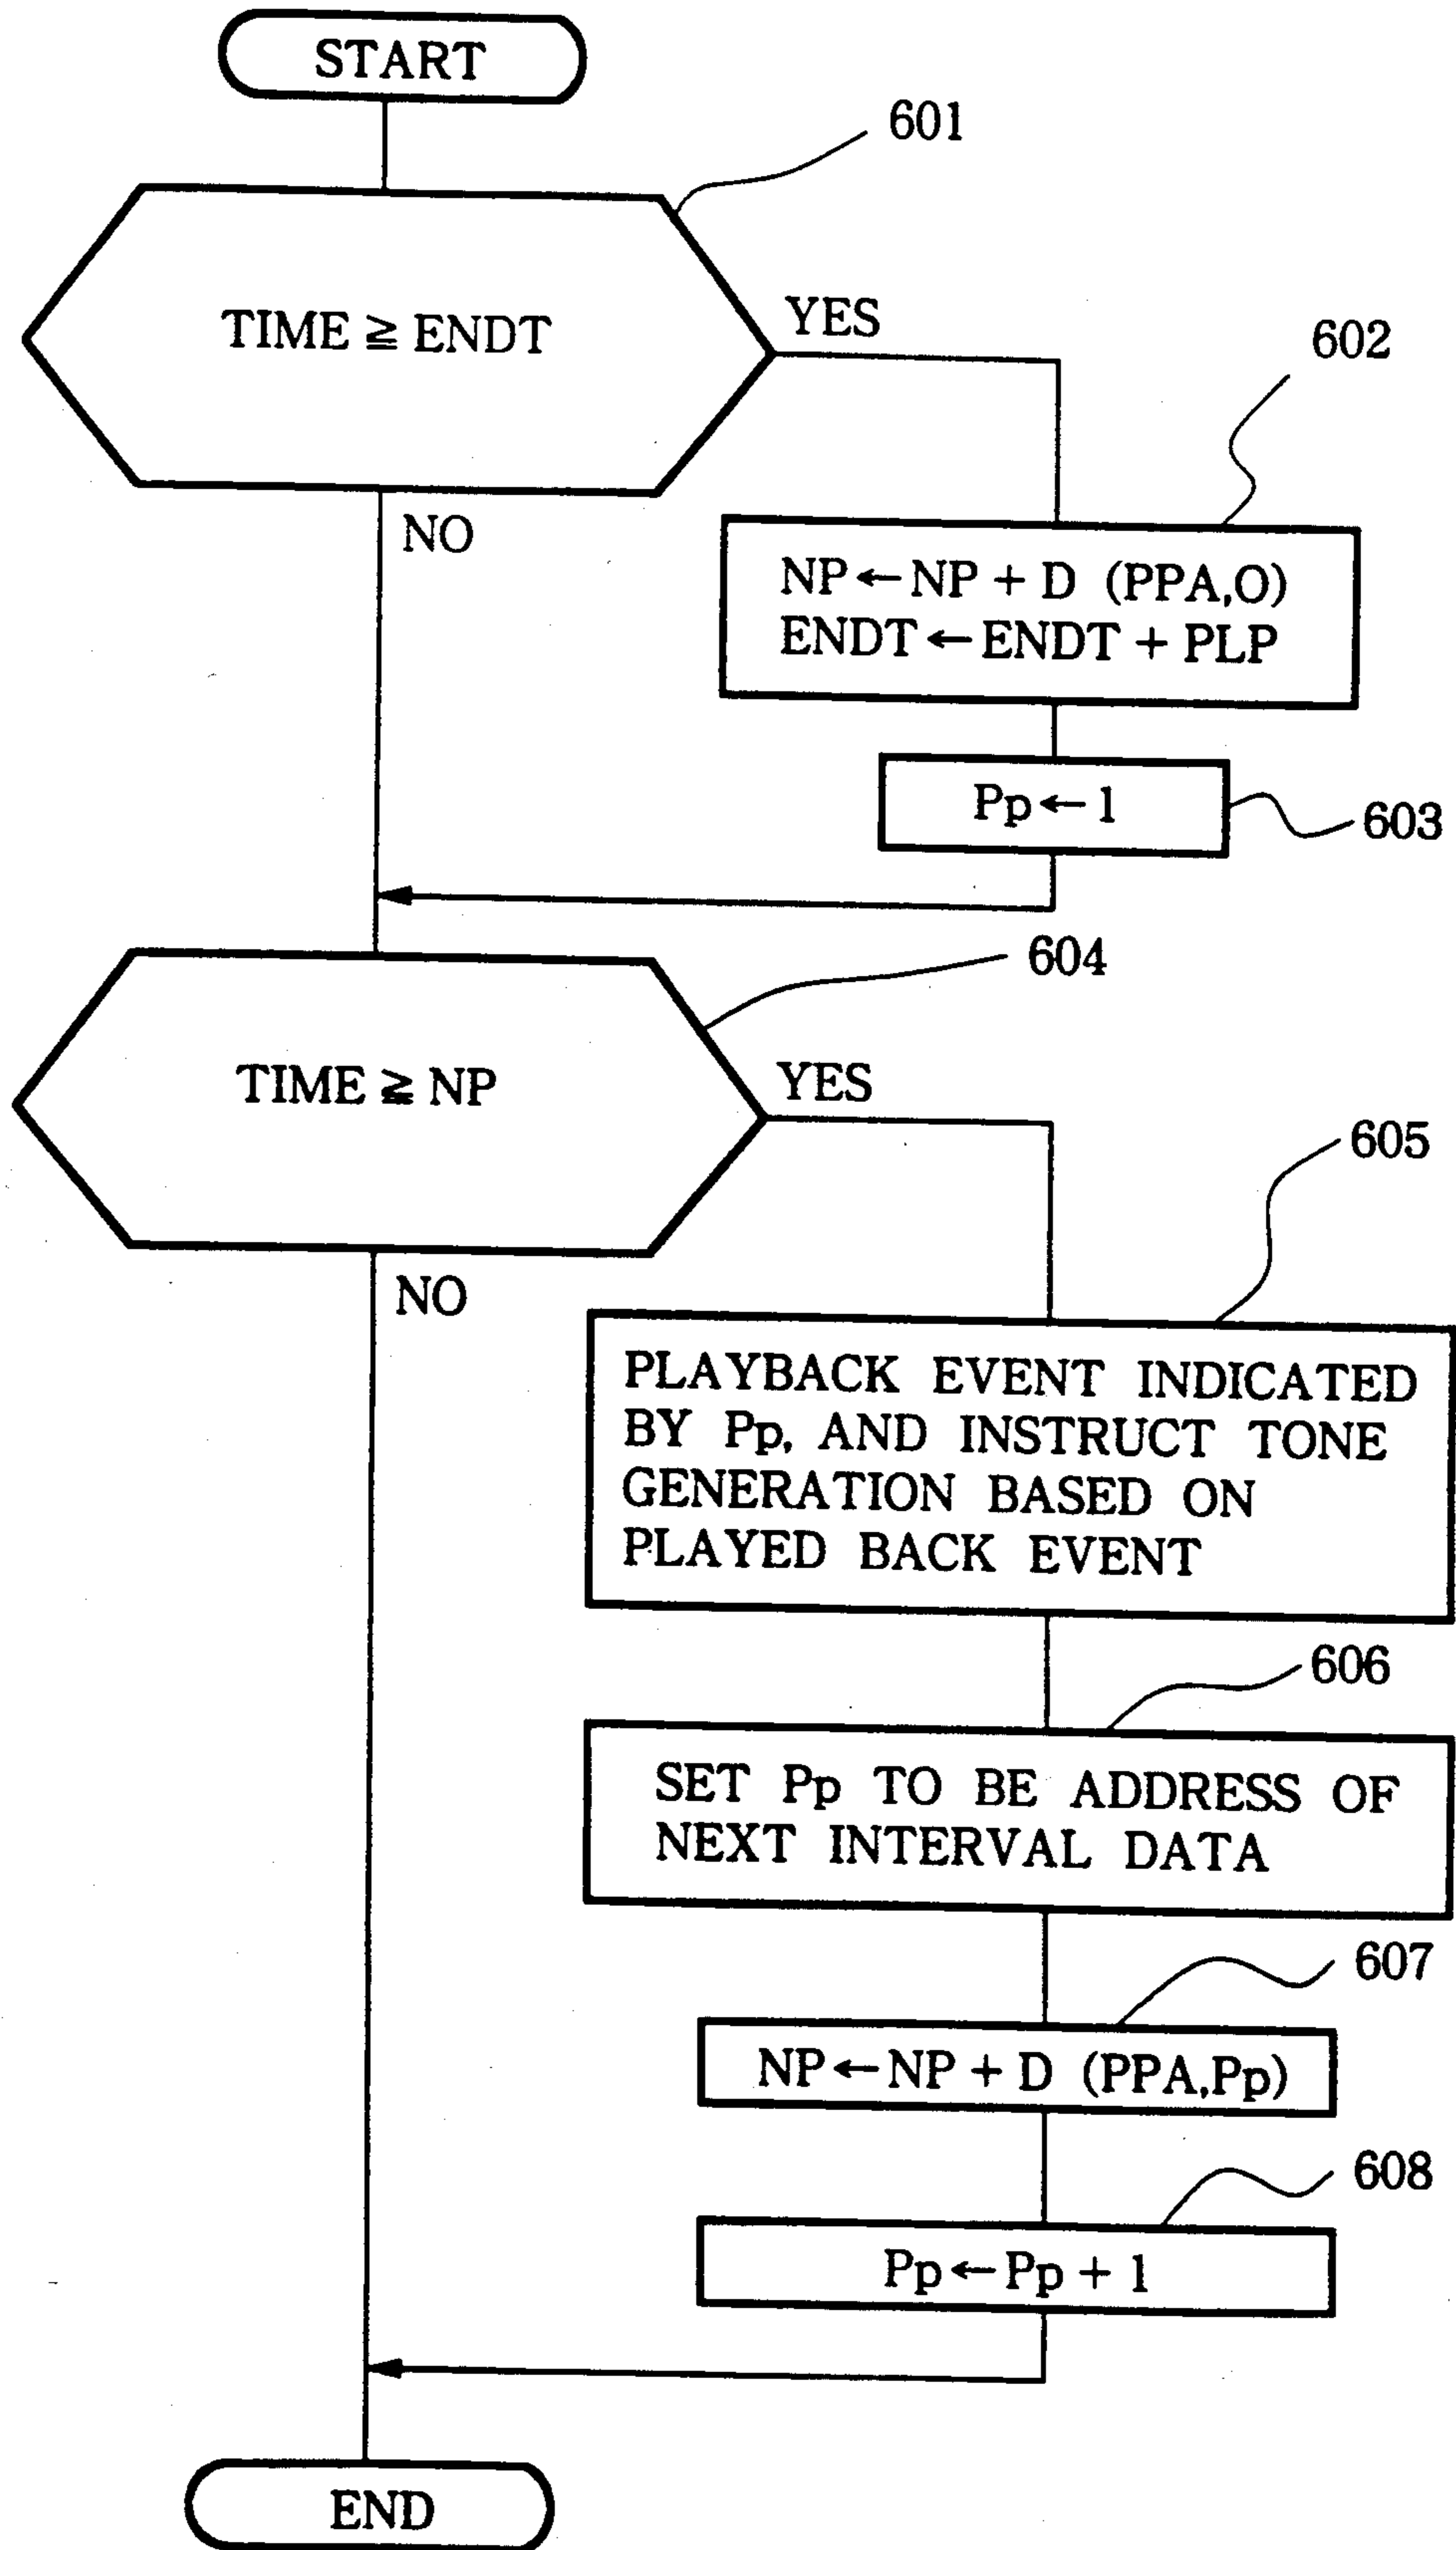 START
601
TIME ≧ ENDT
YES
602
NO
NP←NP + D (PPA,O)
ENDT←ENDT + PLP
Pp←1
603
604
TIME ≧ NP
YES
605
NO
PLAYBACK EVENT INDICATED
BY Pp, AND INSTRUCT TONE
GENERATION BASED ON
PLAYED BACK EVENT
606
SET Pp TO BE ADDRESS OF
NEXT INTERVAL DATA
607
NP←NP + D (PPA,Pp)
608
Pp←Pp + 1
END